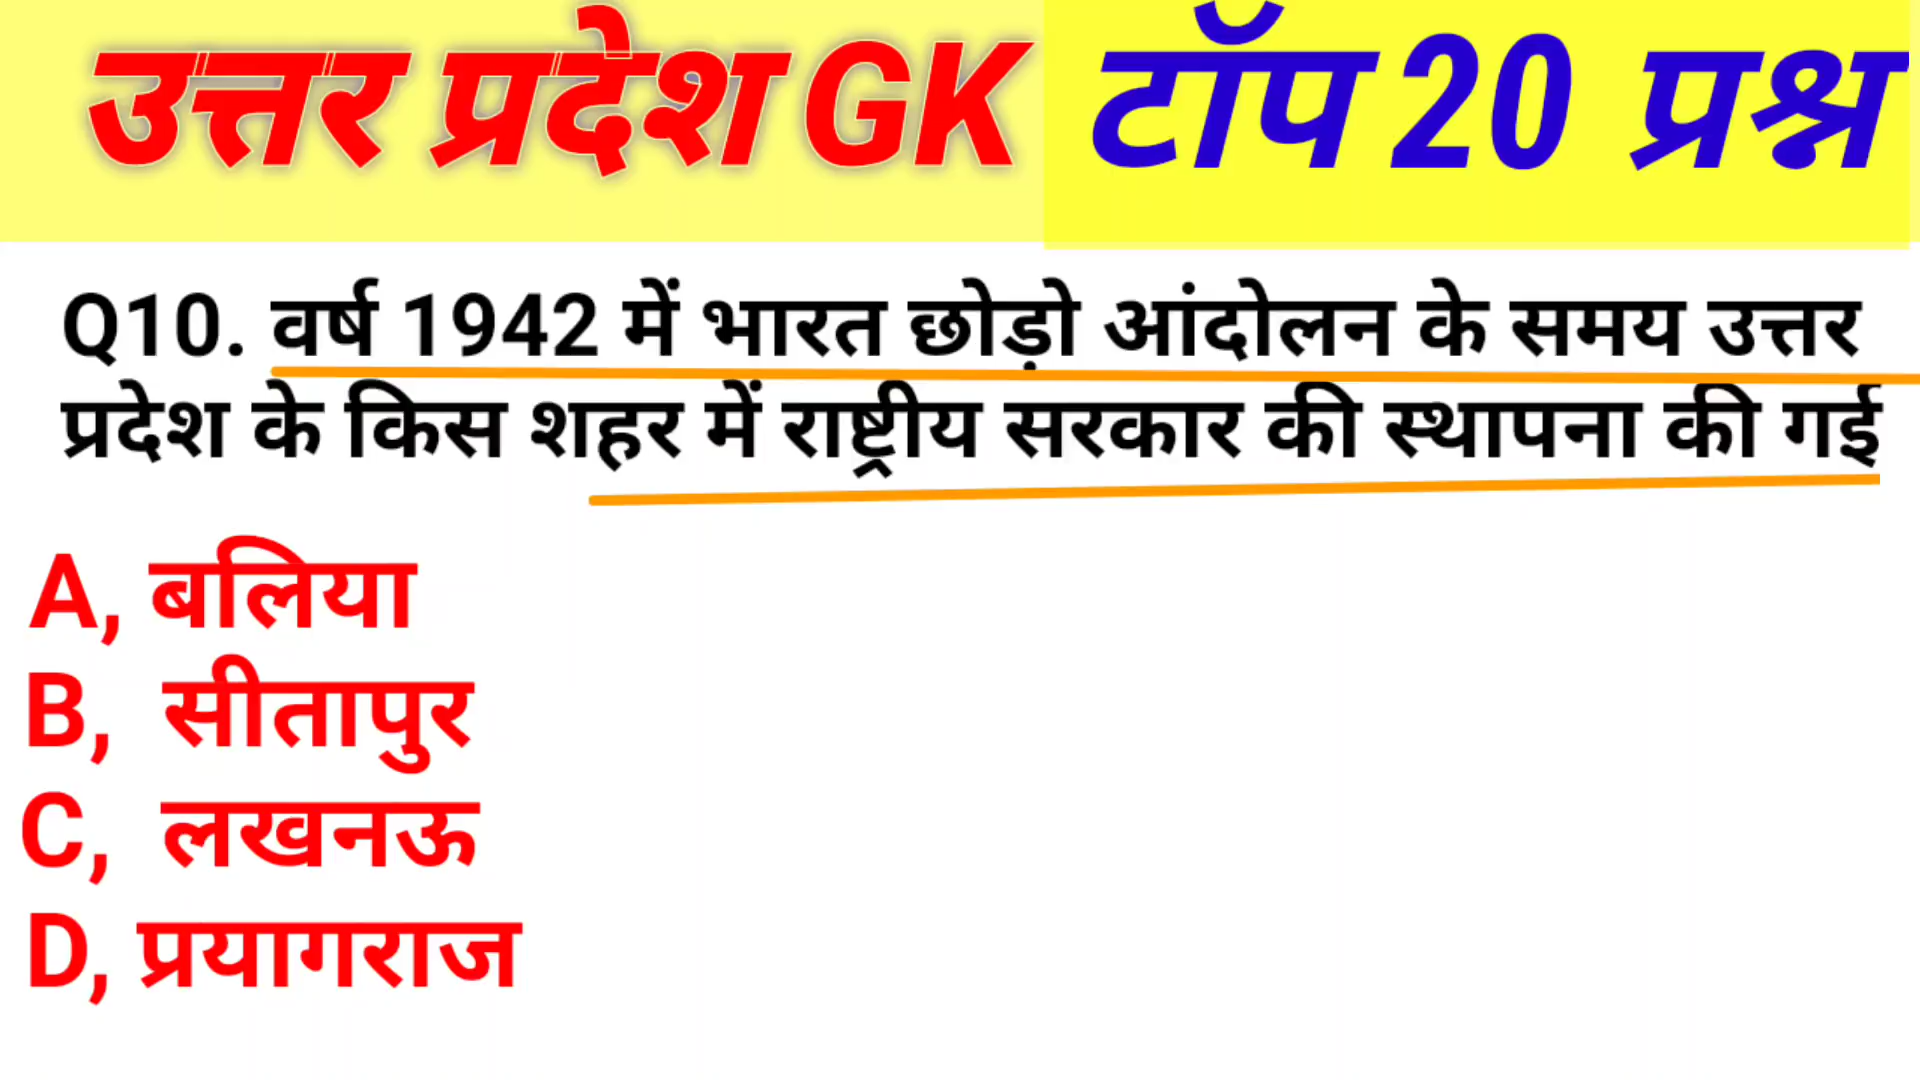 उत्तर प्रदेश GK टॉप 20 प्रश्न
Q10. वर्ष 1942 में भारत छोड़ो आंदोलन के समय उत्तर
प्रदेश के किस शहर में राष्ट्रीय सरकार की स्थापना की गई
A, बलिया
B, सीतापुर
C, लखनऊ
D, प्रयागराज